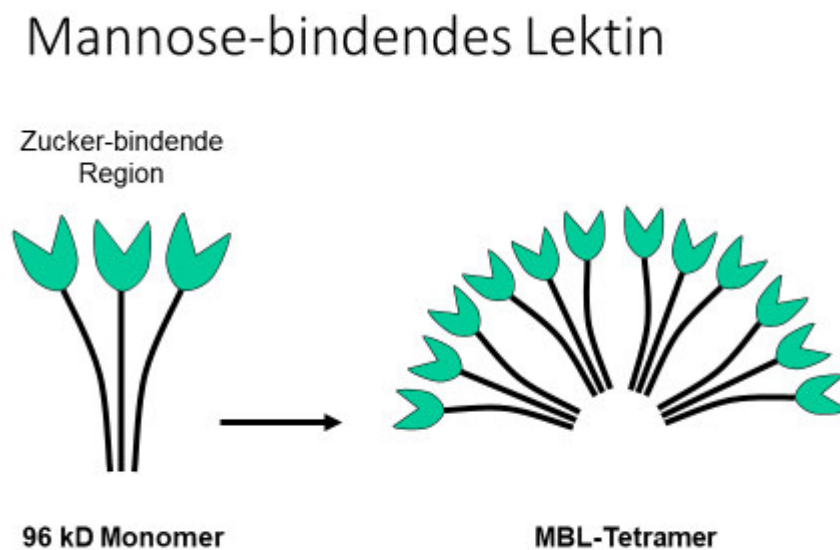 Mannose-bindendes Lektin
Zucker-bindende
Region
96 kD Monomer
MBL-Tetramer